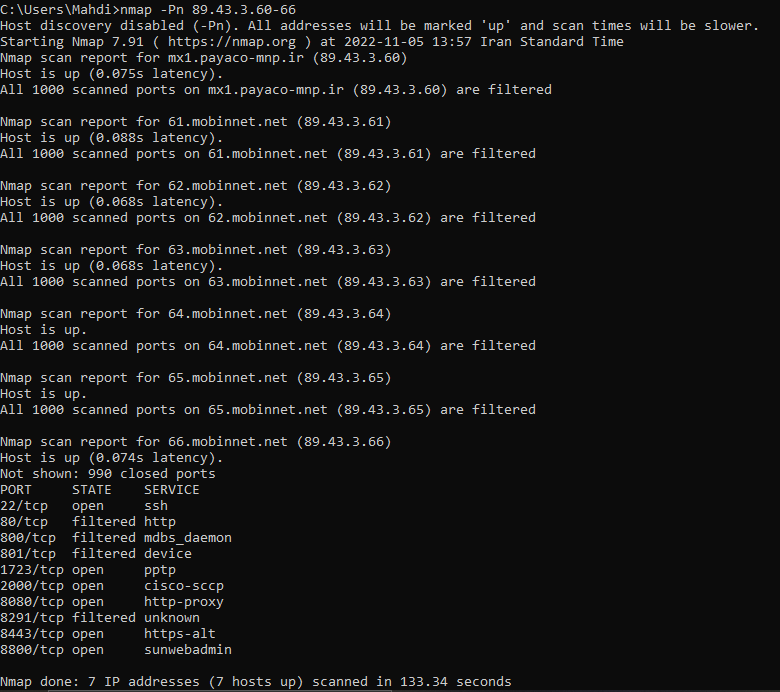 C:\Users\Mahdi>nmap -Pn 89.43.3.60-66
Host discovery disabled (-Pn). All addresses will be marked 'up' and scan times will be slower.
Starting Nmap 7.91 ( https://nmap.org ) at 2022-11-05 13:57 Iran Standard Time
Nmap scan report for mx1.payaco-mnp.ir (89.43.3.60)
Host is up (0.075s latency).
All 1000 scanned ports on mx1.payaco-mnp.ir (89.43.3.60) are filtered

Nmap scan report for 61.mobinnet.net (89.43.3.61)
Host is up (0.088s latency).
All 1000 scanned ports on 61.mobinnet.net (89.43.3.61) are filtered

Nmap scan report for 62.mobinnet.net (89.43.3.62)
Host is up (0.068s latency).
All 1000 scanned ports on 62.mobinnet.net (89.43.3.62) are filtered

Nmap scan report for 63.mobinnet.net (89.43.3.63)
Host is up (0.068s latency).
All 1000 scanned ports on 63.mobinnet.net (89.43.3.63) are filtered

Nmap scan report for 64.mobinnet.net (89.43.3.64)
Host is up.
All 1000 scanned ports on 64.mobinnet.net (89.43.3.64) are filtered

Nmap scan report for 65.mobinnet.net (89.43.3.65)
Host is up.
All 1000 scanned ports on 65.mobinnet.net (89.43.3.65) are filtered

Nmap scan report for 66.mobinnet.net (89.43.3.66)
Host is up (0.074s latency).
Not shown: 990 closed ports
PORT     STATE    SERVICE
22/tcp   open     ssh
80/tcp   filtered http
800/tcp  filtered mdbs_daemon
801/tcp  filtered device
1723/tcp open     pptp
2000/tcp open     cisco-sccp
8080/tcp open     http-proxy
8291/tcp filtered unknown
8443/tcp open     https-alt
8800/tcp open     sunwebadmin

Nmap done: 7 IP addresses (7 hosts up) scanned in 133.34 seconds